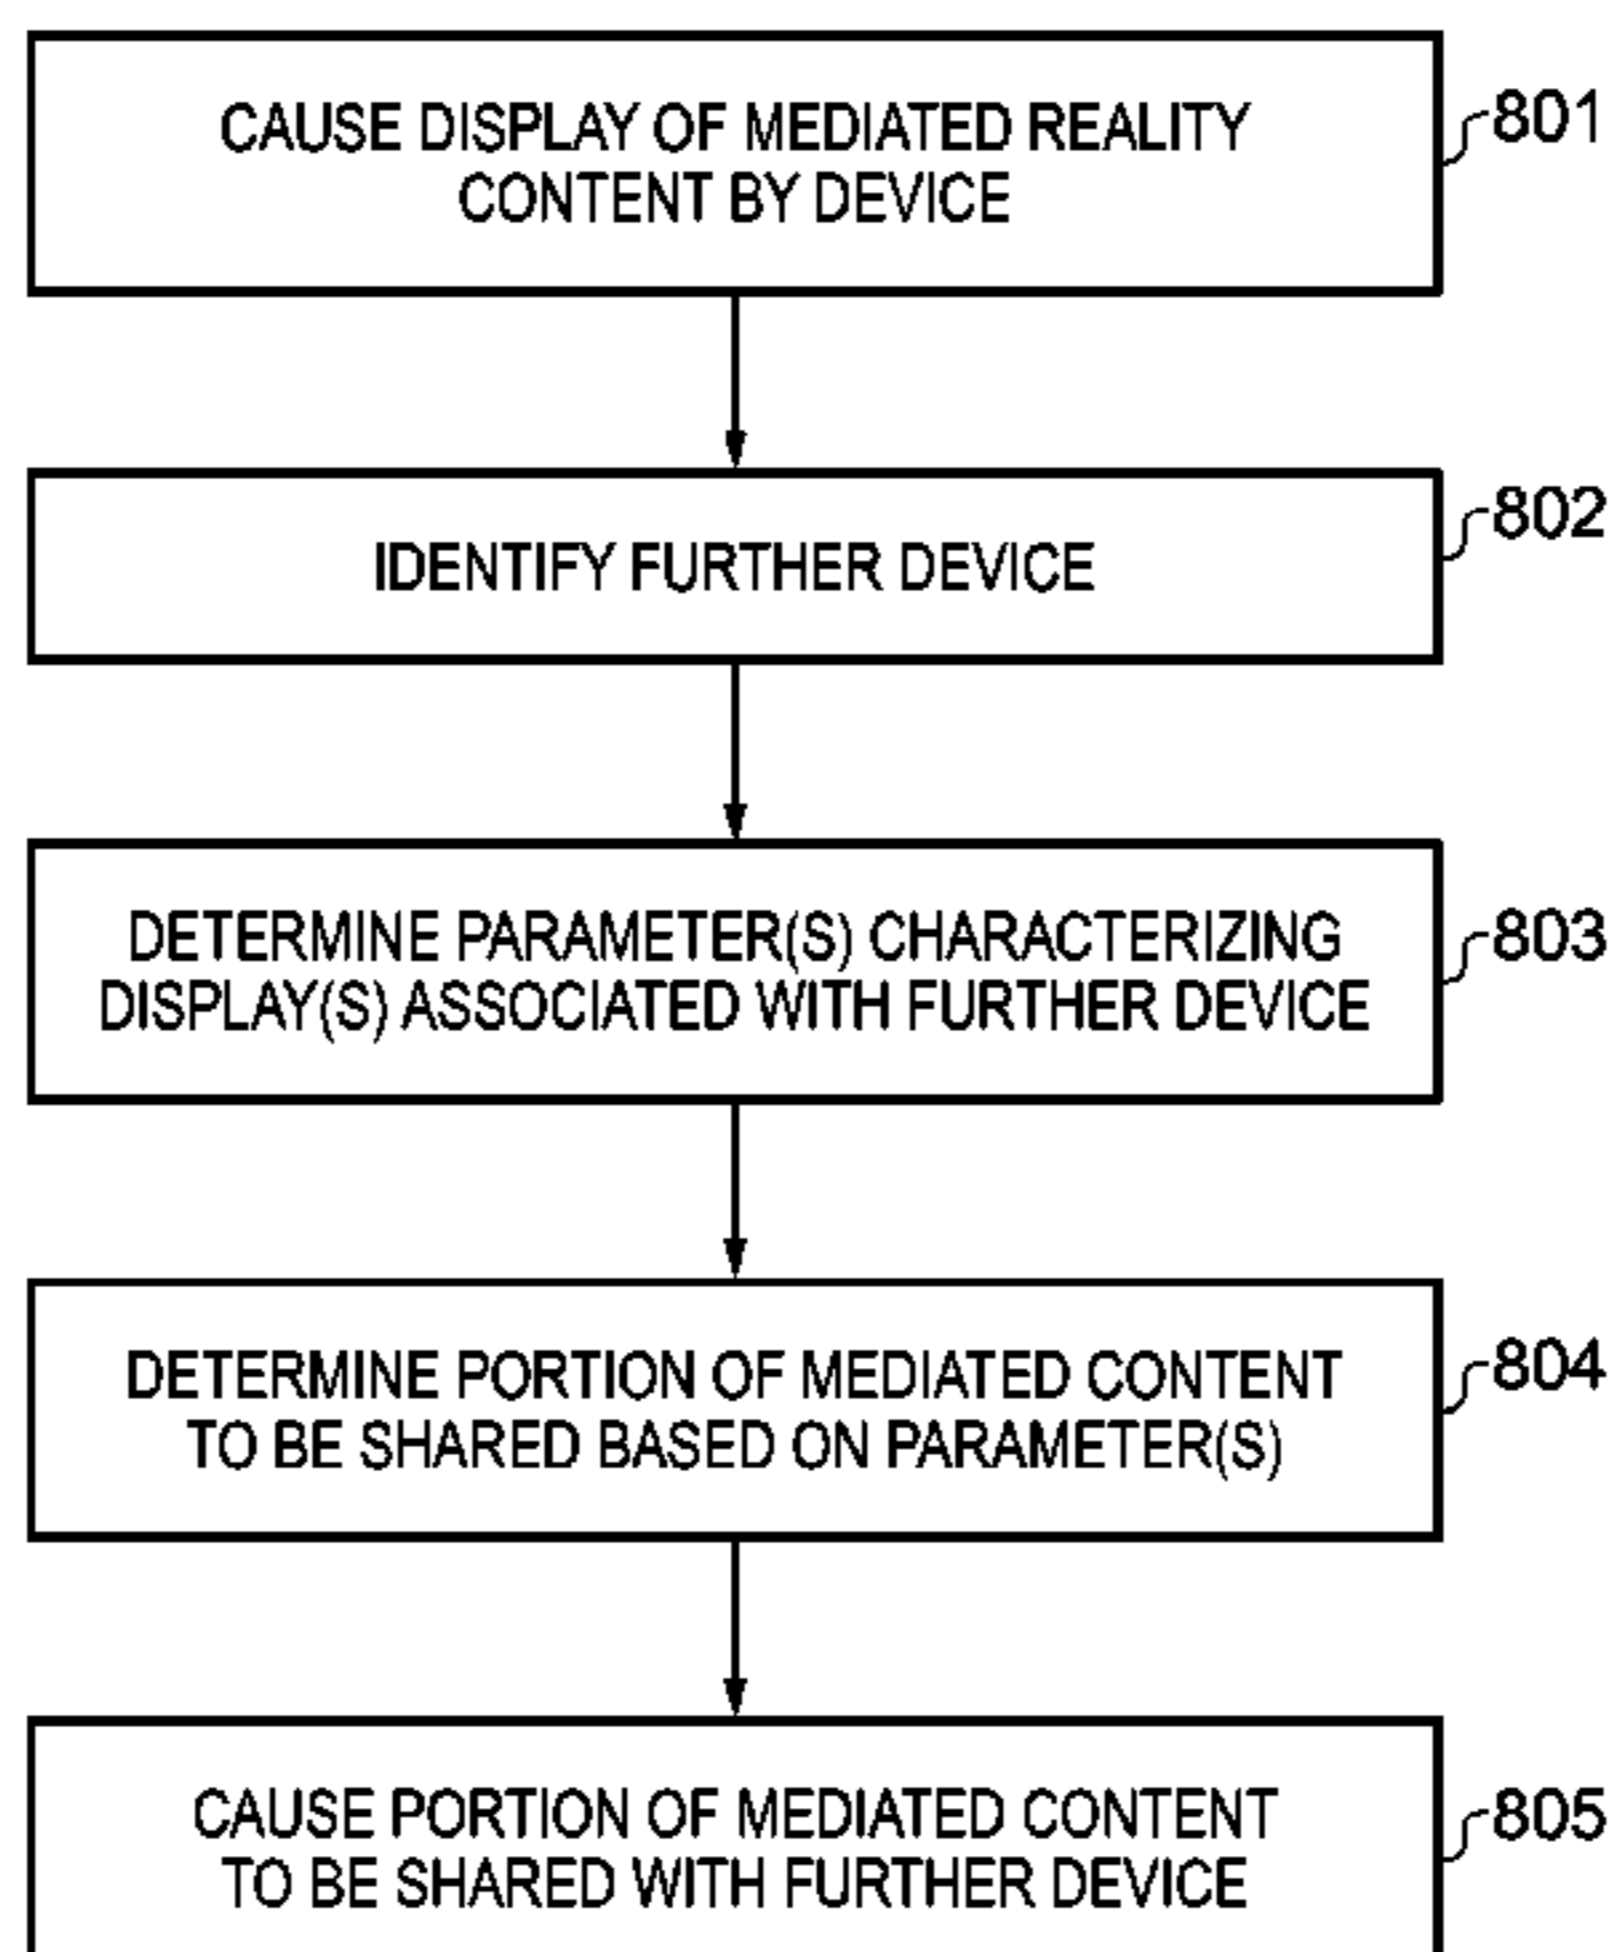 CAUSE DISPLAY OF MEDIATED REALITY
CONTENT BY DEVICE
801
IDENTIFY FURTHER DEVICE
802
DETERMINE PARAMETER(S) CHARACTERIZING
DISPLAY(S) ASSOCIATED WITH FURTHER DEVICE
803
DETERMINE PORTION OF MEDIATED CONTENT
TO BE SHARED BASED ON PARAMETER(S)
804
CAUSE PORTION OF MEDIATED CONTENT
TO BE SHARED WITH FURTHER DEVICE
805